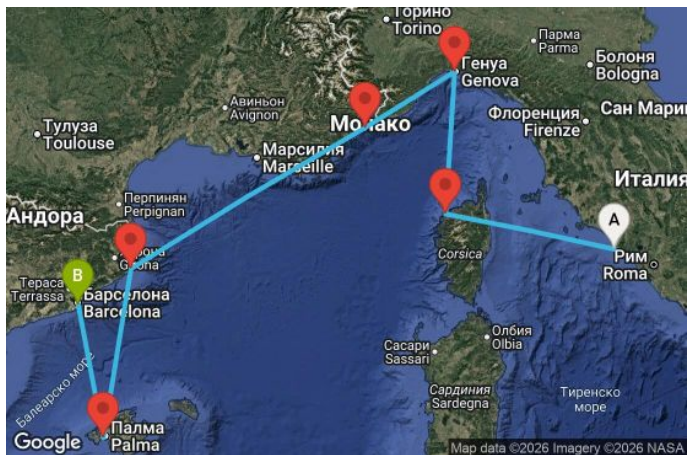 Торино
Torino
Парма
Parma
Генуа
Genova
Болоня
Bologna
Авиньон
Avignon
Монако
Сан Марин
Флоренция
Firenze
Тулуза
Toulouse
Марсилия
Marseille
Италия
Перпинян
Perpignan
Андора
A
Corsica
Рим
Roma
B
Тераса
Terrassa
Барселона
Barcelona
Олбия
Olbia
Сасари
Sassari
Балеарско море
Сардиния
Sardegna
Тиренско
море
Палма
Palma
Google
Map data ©2026 Imagery ©2026 NASA